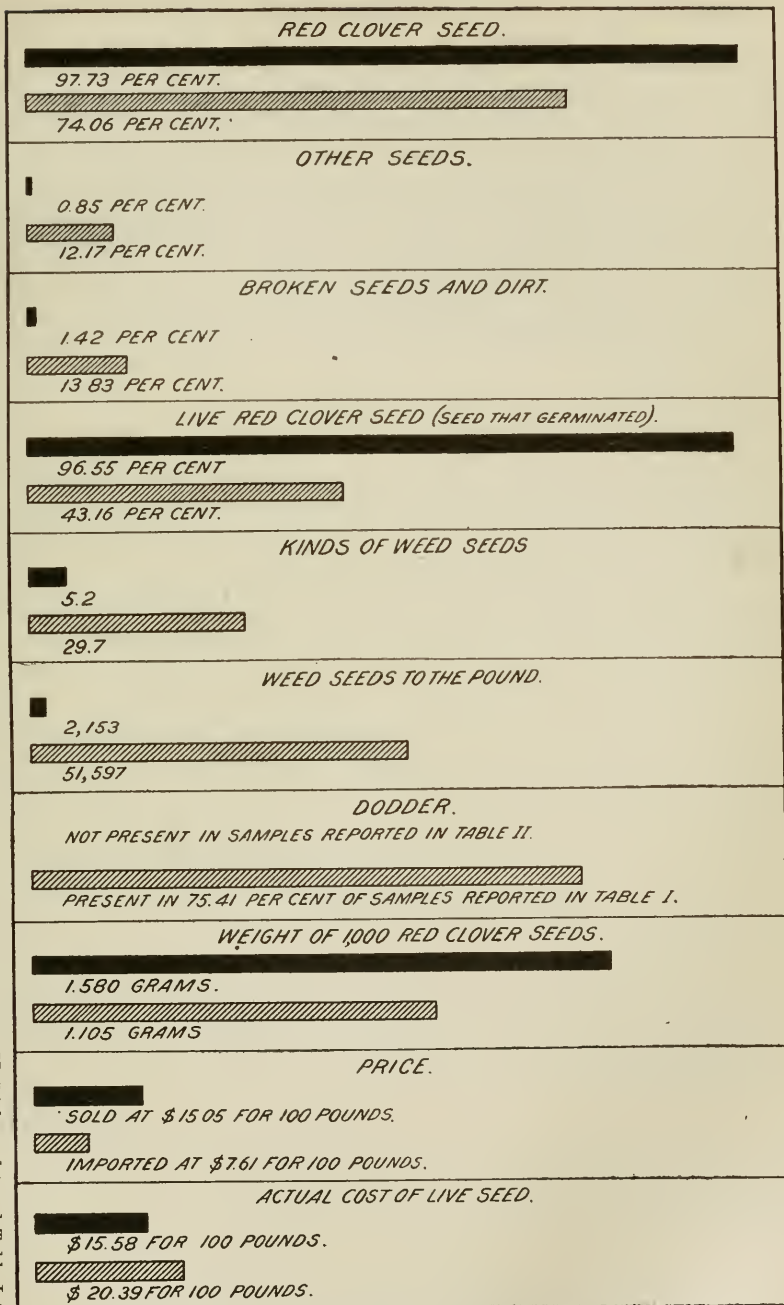 RED CLOVER SEED.
97.73 PER CENT.
74.06 PER CENT.
OTHER SEEDS.
0.85 PER CENT.
12.17 PER CENT.
BROKEN SEEDS AND DIRT.
1.42 PER CENT
13 83 PER CENT.
LIVE RED CLOVER SEED (SEED THAT GERMINATED).
96.55 PER CENT
43.16 PER CENT.
KINDS OF WEED SEEDS
5.2
29.7
WEED SEEDS TO THE POUND.
2,153
51,597
DODDER.
NOT PRESENT IN SAMPLES REPORTED IN TABLE II.
PRESENT IN 75.41 PER CENT OF SAMPLES REPORTED IN TABLE I.
WEIGHT OF 1,000 RED CLOVER SEEDS.
1.580 GRAMS.
1.105 GRAMS
PRICE.
SOLD AT $15 05 FOR 100 POUNDS.
IMPORTED AT $7.61 FOR 100 POUNDS.
ACTUAL COST OF LIVE SEED.
$15.58 FOR 100 POUNDS.
$ 20.39 FOR 100 POUNDS.